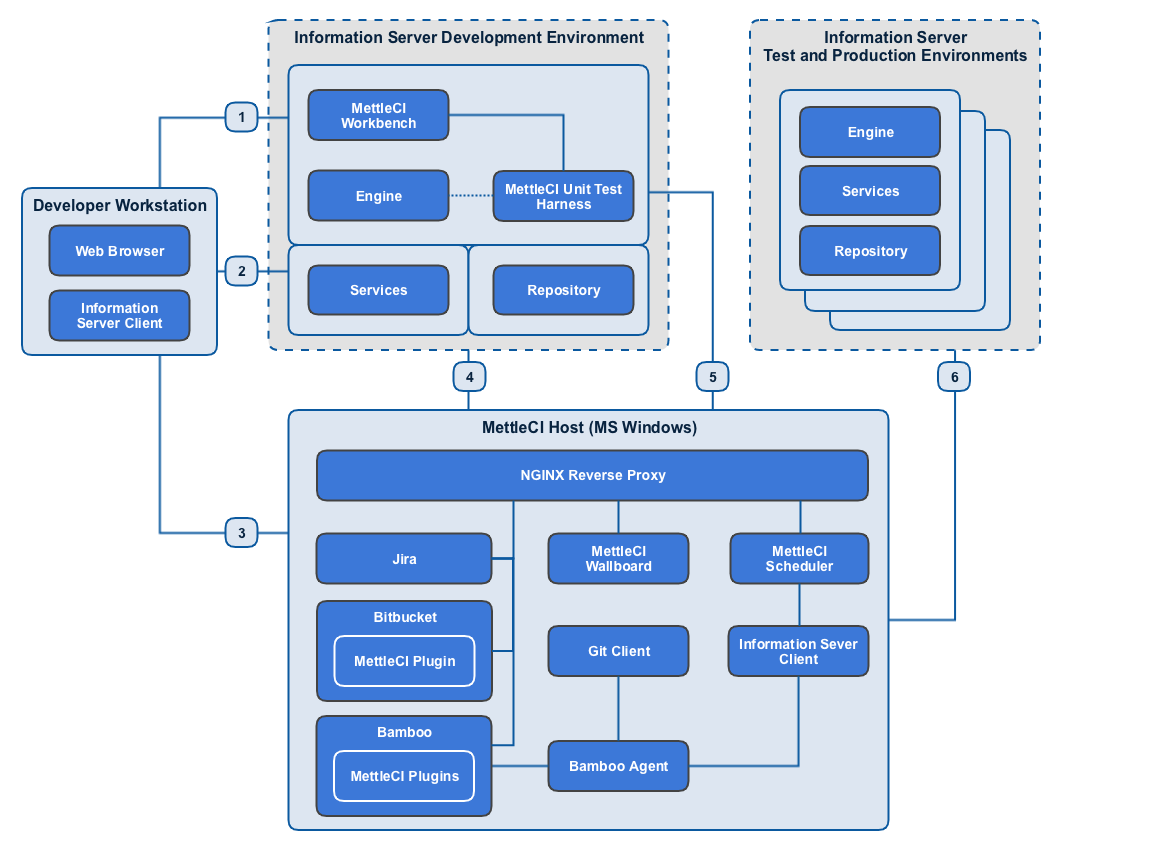 Information Server Development Environment
MettleCI
Workbench
Engine
MettleCI Unit Test
Harness
Services
Repository
Information Server
Test and Production Environments
Engine
Services
Repository
1
2
3
Developer Workstation
Web Browser
Information
Server Client
4
5
6
MettleCI Host (MS Windows)
NGINX Reverse Proxy
Jira
MettleCI
Wallboard
MettleCI
Scheduler
Bitbucket
MettleCI Plugin
Git Client
Information Sever
Client
Bamboo
MettleCI Plugins
Bamboo Agent